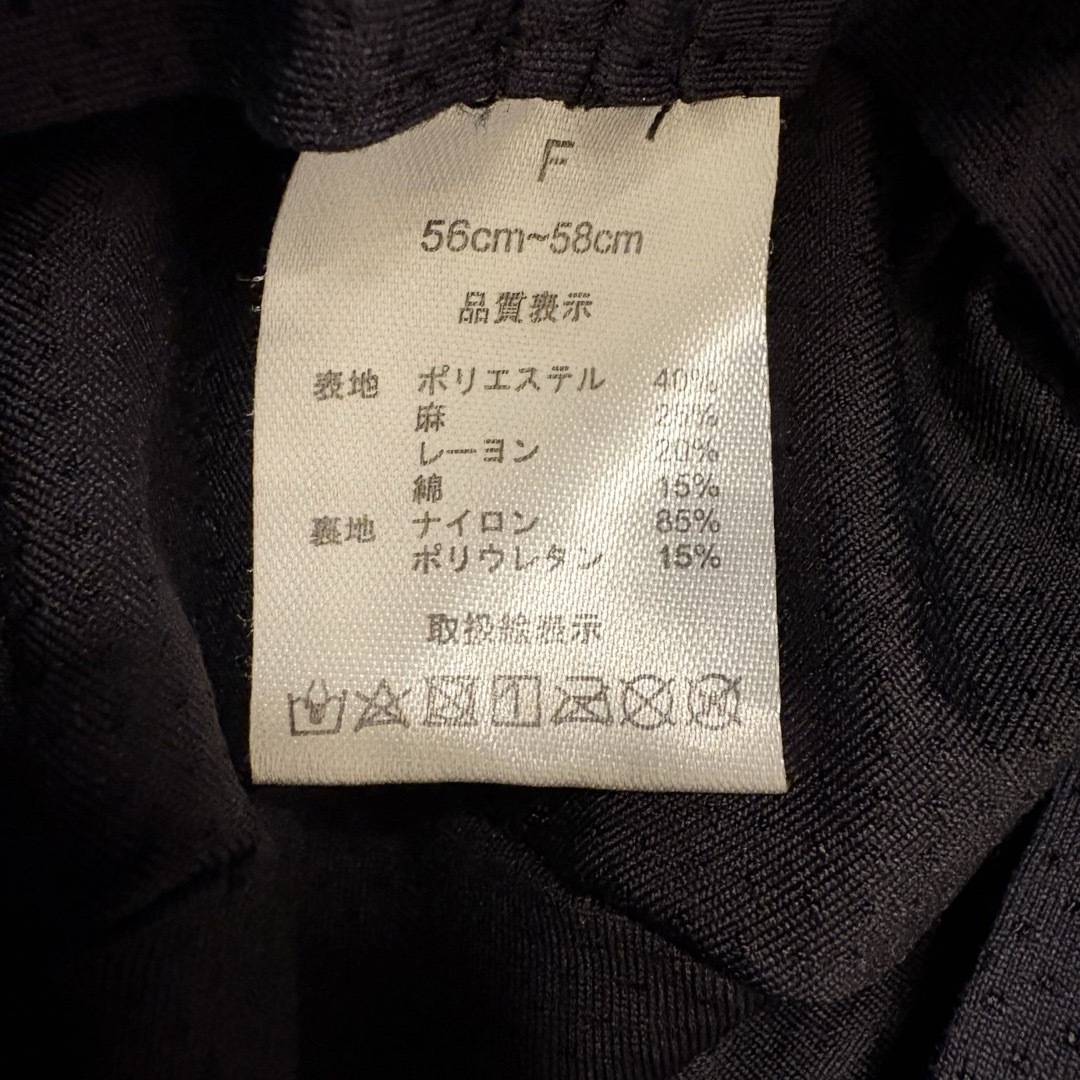 F
56cm~58cm
品質表示
表地 ポリエステル 40%
麻 25%
レーヨン 20%
綿 15%
裏地 ナイロン 85%
ポリウレタン 15%
取扱絵表示